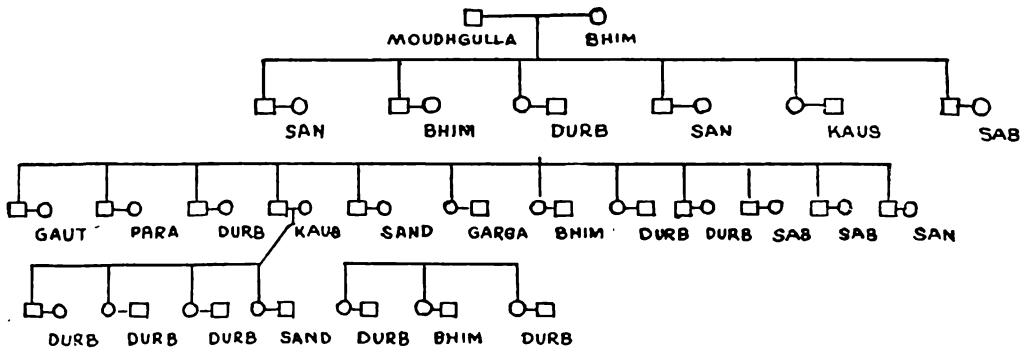 MOUDHGULLA BHIM
SAN BHIM DURB SAN KAUS SAB
GAUT PARA DURB KAUS SAND GARGA BHIM DURB DURB SAB SAB SAN
DURB DURB DURB SAND DURB BHIM DURB